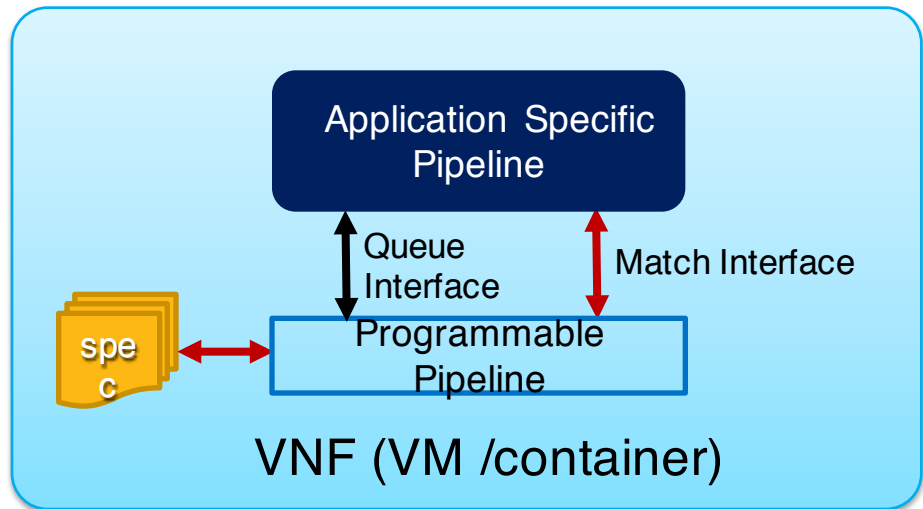 Application Specific
Pipeline
Queue
Interface
Match Interface
spe
c
Programmable
Pipeline
VNF (VM /container)